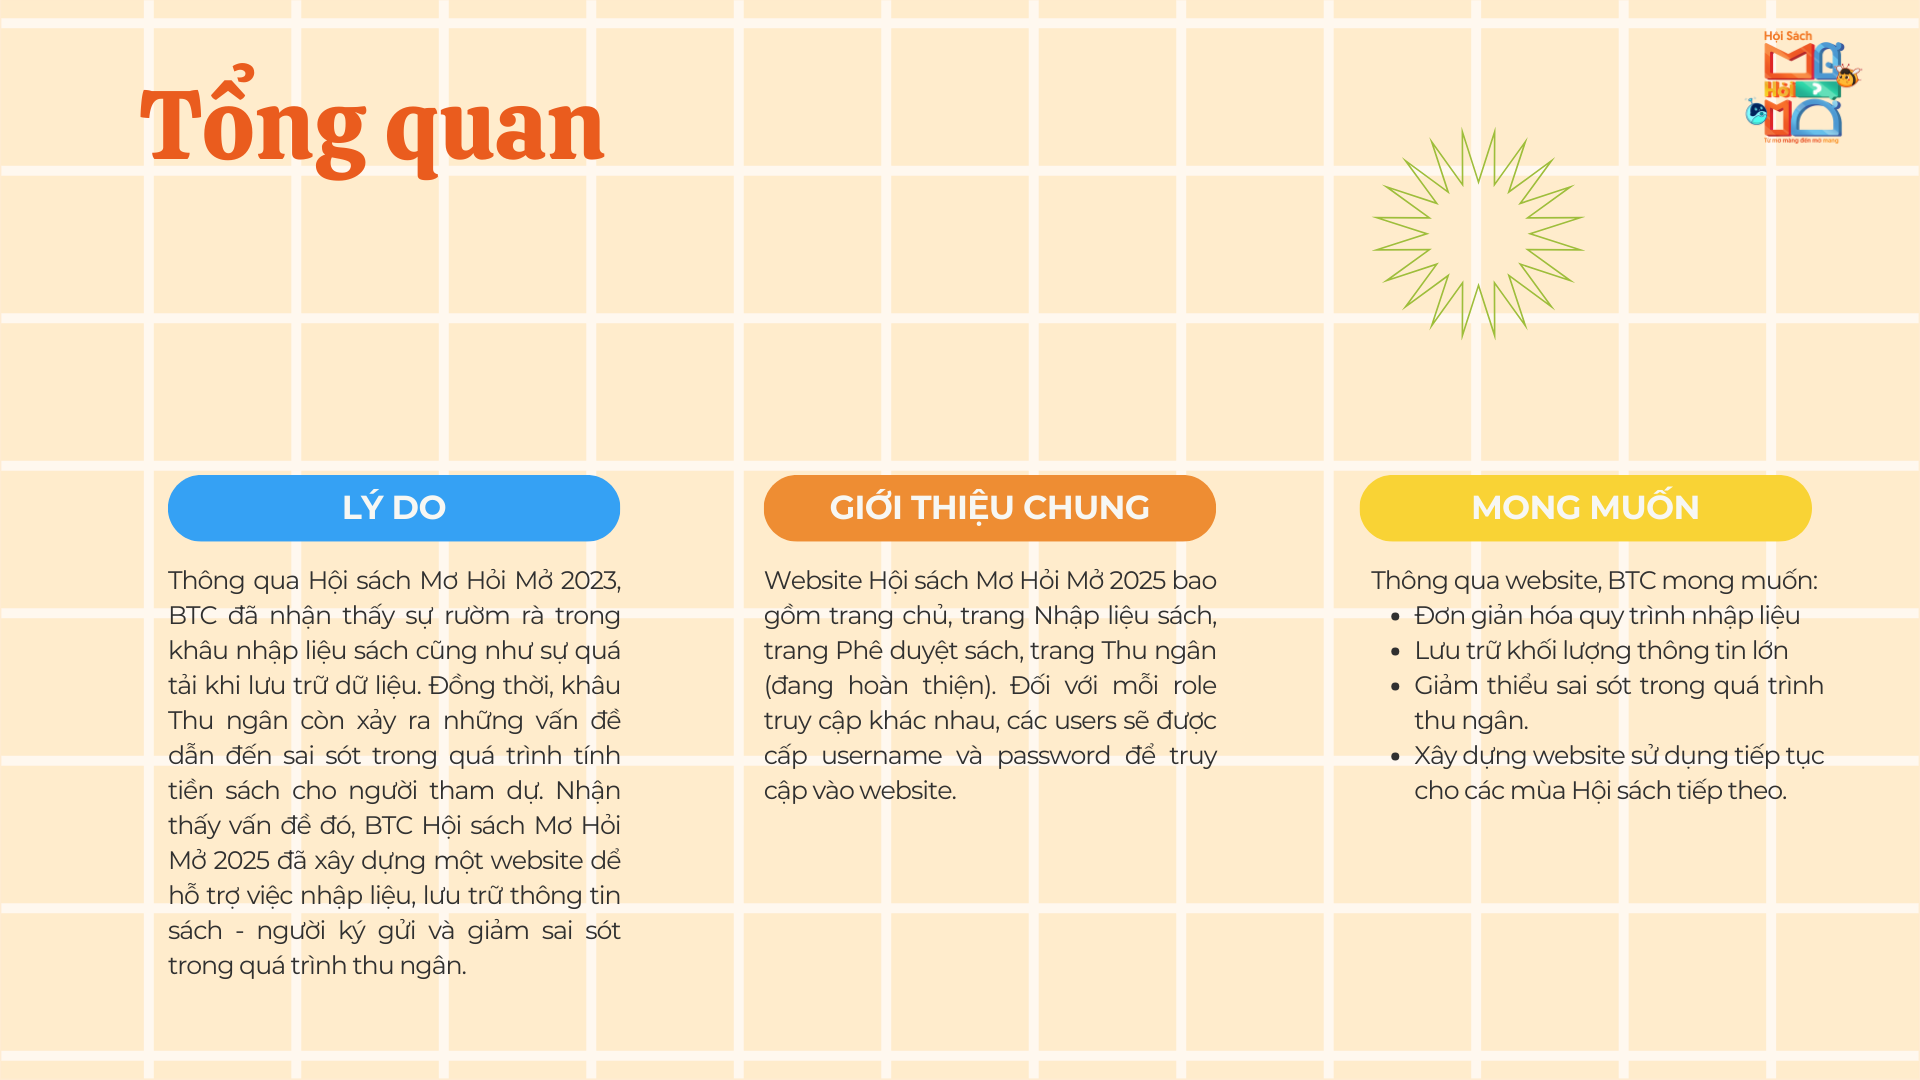 Tổng quan
Hội Sách
Mơ
Hỏi
Mở
Từ mơ màng đến mở mang
LÝ DO
Thông qua Hội sách Mơ Hỏi Mở 2023,
BTC đã nhận thấy sự rườm rà trong
khâu nhập liệu sách cũng như sự quá
tải khi lưu trữ dữ liệu. Đồng thời, khâu
Thu ngân còn xảy ra những vấn đề
dẫn đến sai sót trong quá trình tính
tiền sách cho người tham dự. Nhận
thấy vấn đề đó, BTC Hội sách Mơ Hỏi
Mở 2025 đã xây dựng một website dể
hỗ trợ việc nhập liệu, lưu trữ thông tin
sách - người ký gửi và giảm sai sót
trong quá trình thu ngân.
GIỚI THIỆU CHUNG
Website Hội sách Mơ Hỏi Mở 2025 bao
gồm trang chủ, trang Nhập liệu sách,
trang Phê duyệt sách, trang Thu ngân
(đang hoàn thiện). Đối với mỗi role
truy cập khác nhau, các users sẽ được
cấp username và password để truy
cập vào website.
MONG MUỐN
Thông qua website, BTC mong muốn:
• Đơn giản hóa quy trình nhập liệu
• Lưu trữ khối lượng thông tin lớn
• Giảm thiểu sai sót trong quá trình
thu ngân.
• Xây dựng website sử dụng tiếp tục
cho các mùa Hội sách tiếp theo.